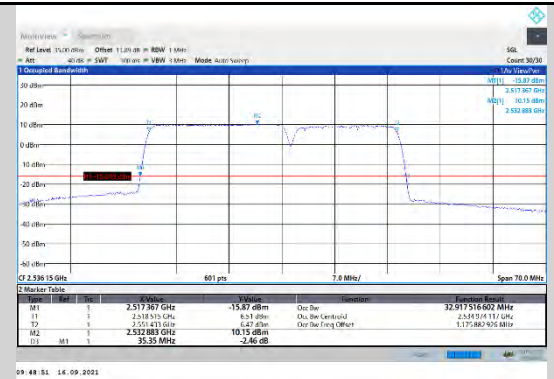 MultiView Spectrum
Ref Level 35.00 dBm Offset RBW 1 MHz SGL
Att 40 dB SWT VBW 3 MHz Mode Auto Sweep Count 30/30
1 Occupied Bandwidth
M1[1] -15.87 dBm
2.517 367 GHz
M2[1] 10.15 dBm
2.532 883 GHz
30 dBm
20 dBm
10 dBm
0 dBm
-10 dBm
-20 dBm
-30 dBm
-40 dBm
-50 dBm
-60 dBm
CF 2.536 15 GHz 601 pts 7.0 MHz/ Span 70.0 MHz
2 Marker Table
Type Ref Trc X-Value Y-Value Function Function Result
M1 1 2.517 367 GHz -15.87 dBm Occ Bw 32.917 516 602 MHz
T1 1 2.518 515 GHz 6.51 dBm Occ Bw Centroid 2.534 974 117 GHz
T2 1 2.551 433 GHz 6.47 dBm Occ Bw Freq Offset -1.175 882 926 MHz
M2 1 2.532 883 GHz 10.15 dBm
D3 M1 1 35.35 MHz -2.46 dB
09:48:51 16.09.2021